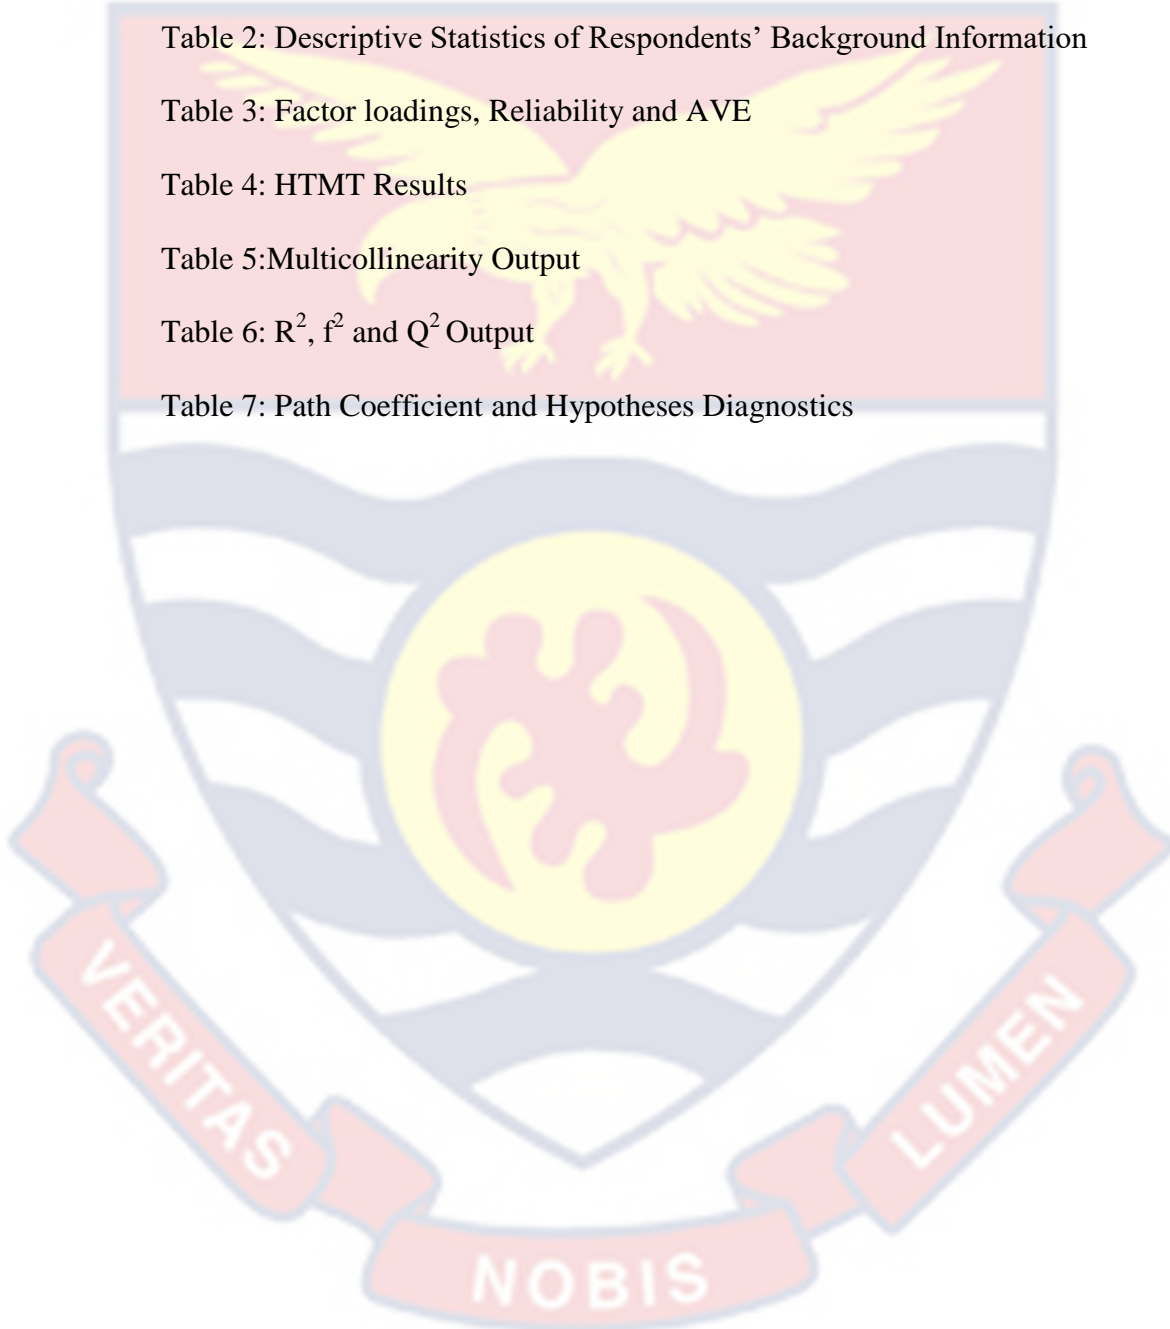 Table 2: Descriptive Statistics of Respondents’ Background Information
Table 3: Factor loadings, Reliability and AVE
Table 4: HTMT Results
Table 5:Multicollinearity Output
Table 6: R², f² and Q² Output
Table 7: Path Coefficient and Hypotheses Diagnostics
VERITAS
NOBIS
LUMEN